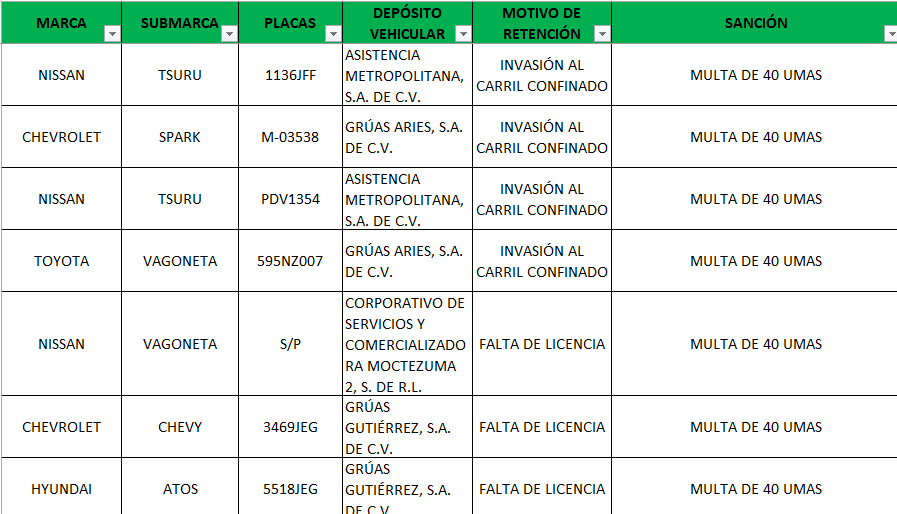 MARCA SUBMARCA PLACAS DEPÓSITO VEHICULAR MOTIVO DE RETENCIÓN SANCIÓN
NISSAN TSURU 1136JFF ASISTENCIA METROPOLITANA, S.A. DE C.V. INVASIÓN AL CARRIL CONFINADO MULTA DE 40 UMAS
CHEVROLET SPARK M-03538 GRÚAS ARIES, S.A. DE C.V. INVASIÓN AL CARRIL CONFINADO MULTA DE 40 UMAS
NISSAN TSURU PDV1354 ASISTENCIA METROPOLITANA, S.A. DE C.V. INVASIÓN AL CARRIL CONFINADO MULTA DE 40 UMAS
TOYOTA VAGONETA 595NZ007 GRÚAS ARIES, S.A. DE C.V. INVASIÓN AL CARRIL CONFINADO MULTA DE 40 UMAS
NISSAN VAGONETA S/P CORPORATIVO DE SERVICIOS Y COMERCIALIZADO RA MOCTEZUMA 2, S. DE R.L. FALTA DE LICENCIA MULTA DE 40 UMAS
CHEVROLET CHEVY 3469JEG GRÚAS GUTIÉRREZ, S.A. DE C.V. FALTA DE LICENCIA MULTA DE 40 UMAS
HYUNDAI ATOS 5518JEG GRÚAS GUTIÉRREZ, S.A. DE C.V. FALTA DE LICENCIA MULTA DE 40 UMAS